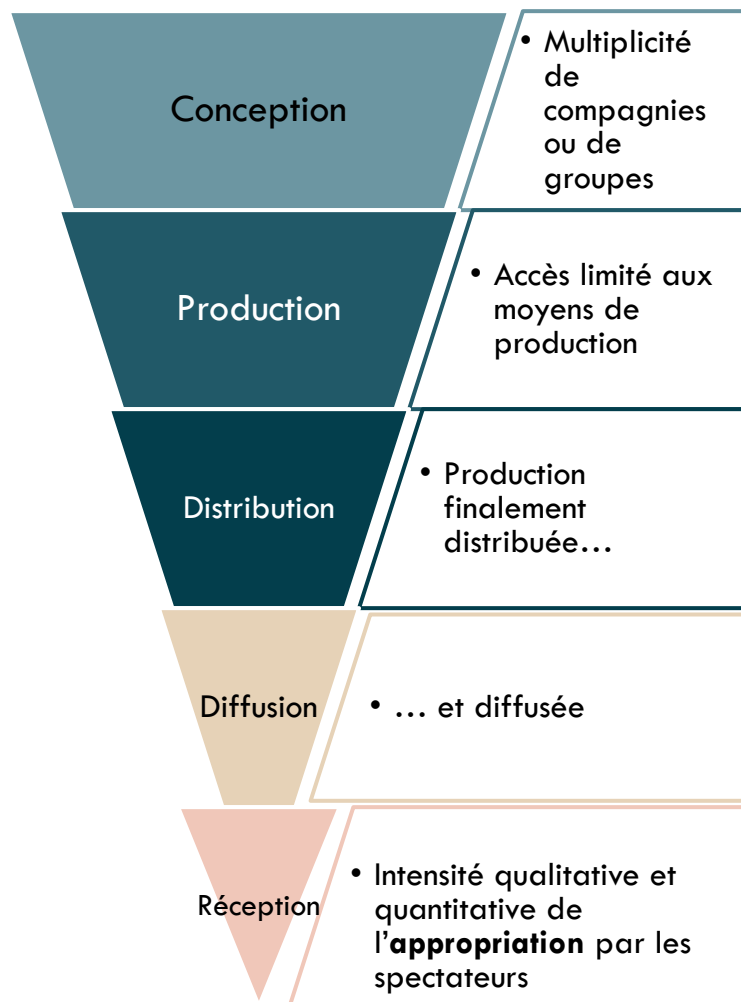 Conception
• Multiplicité
de
compagnies
ou de
groupes
Production
• Accès limité aux
moyens de
production
Distribution
• Production
finalement
distribuée…
Diffusion
• … et diffusée
Réception
• Intensité qualitative et
quantitative de
l’appropriation par les
spectateurs